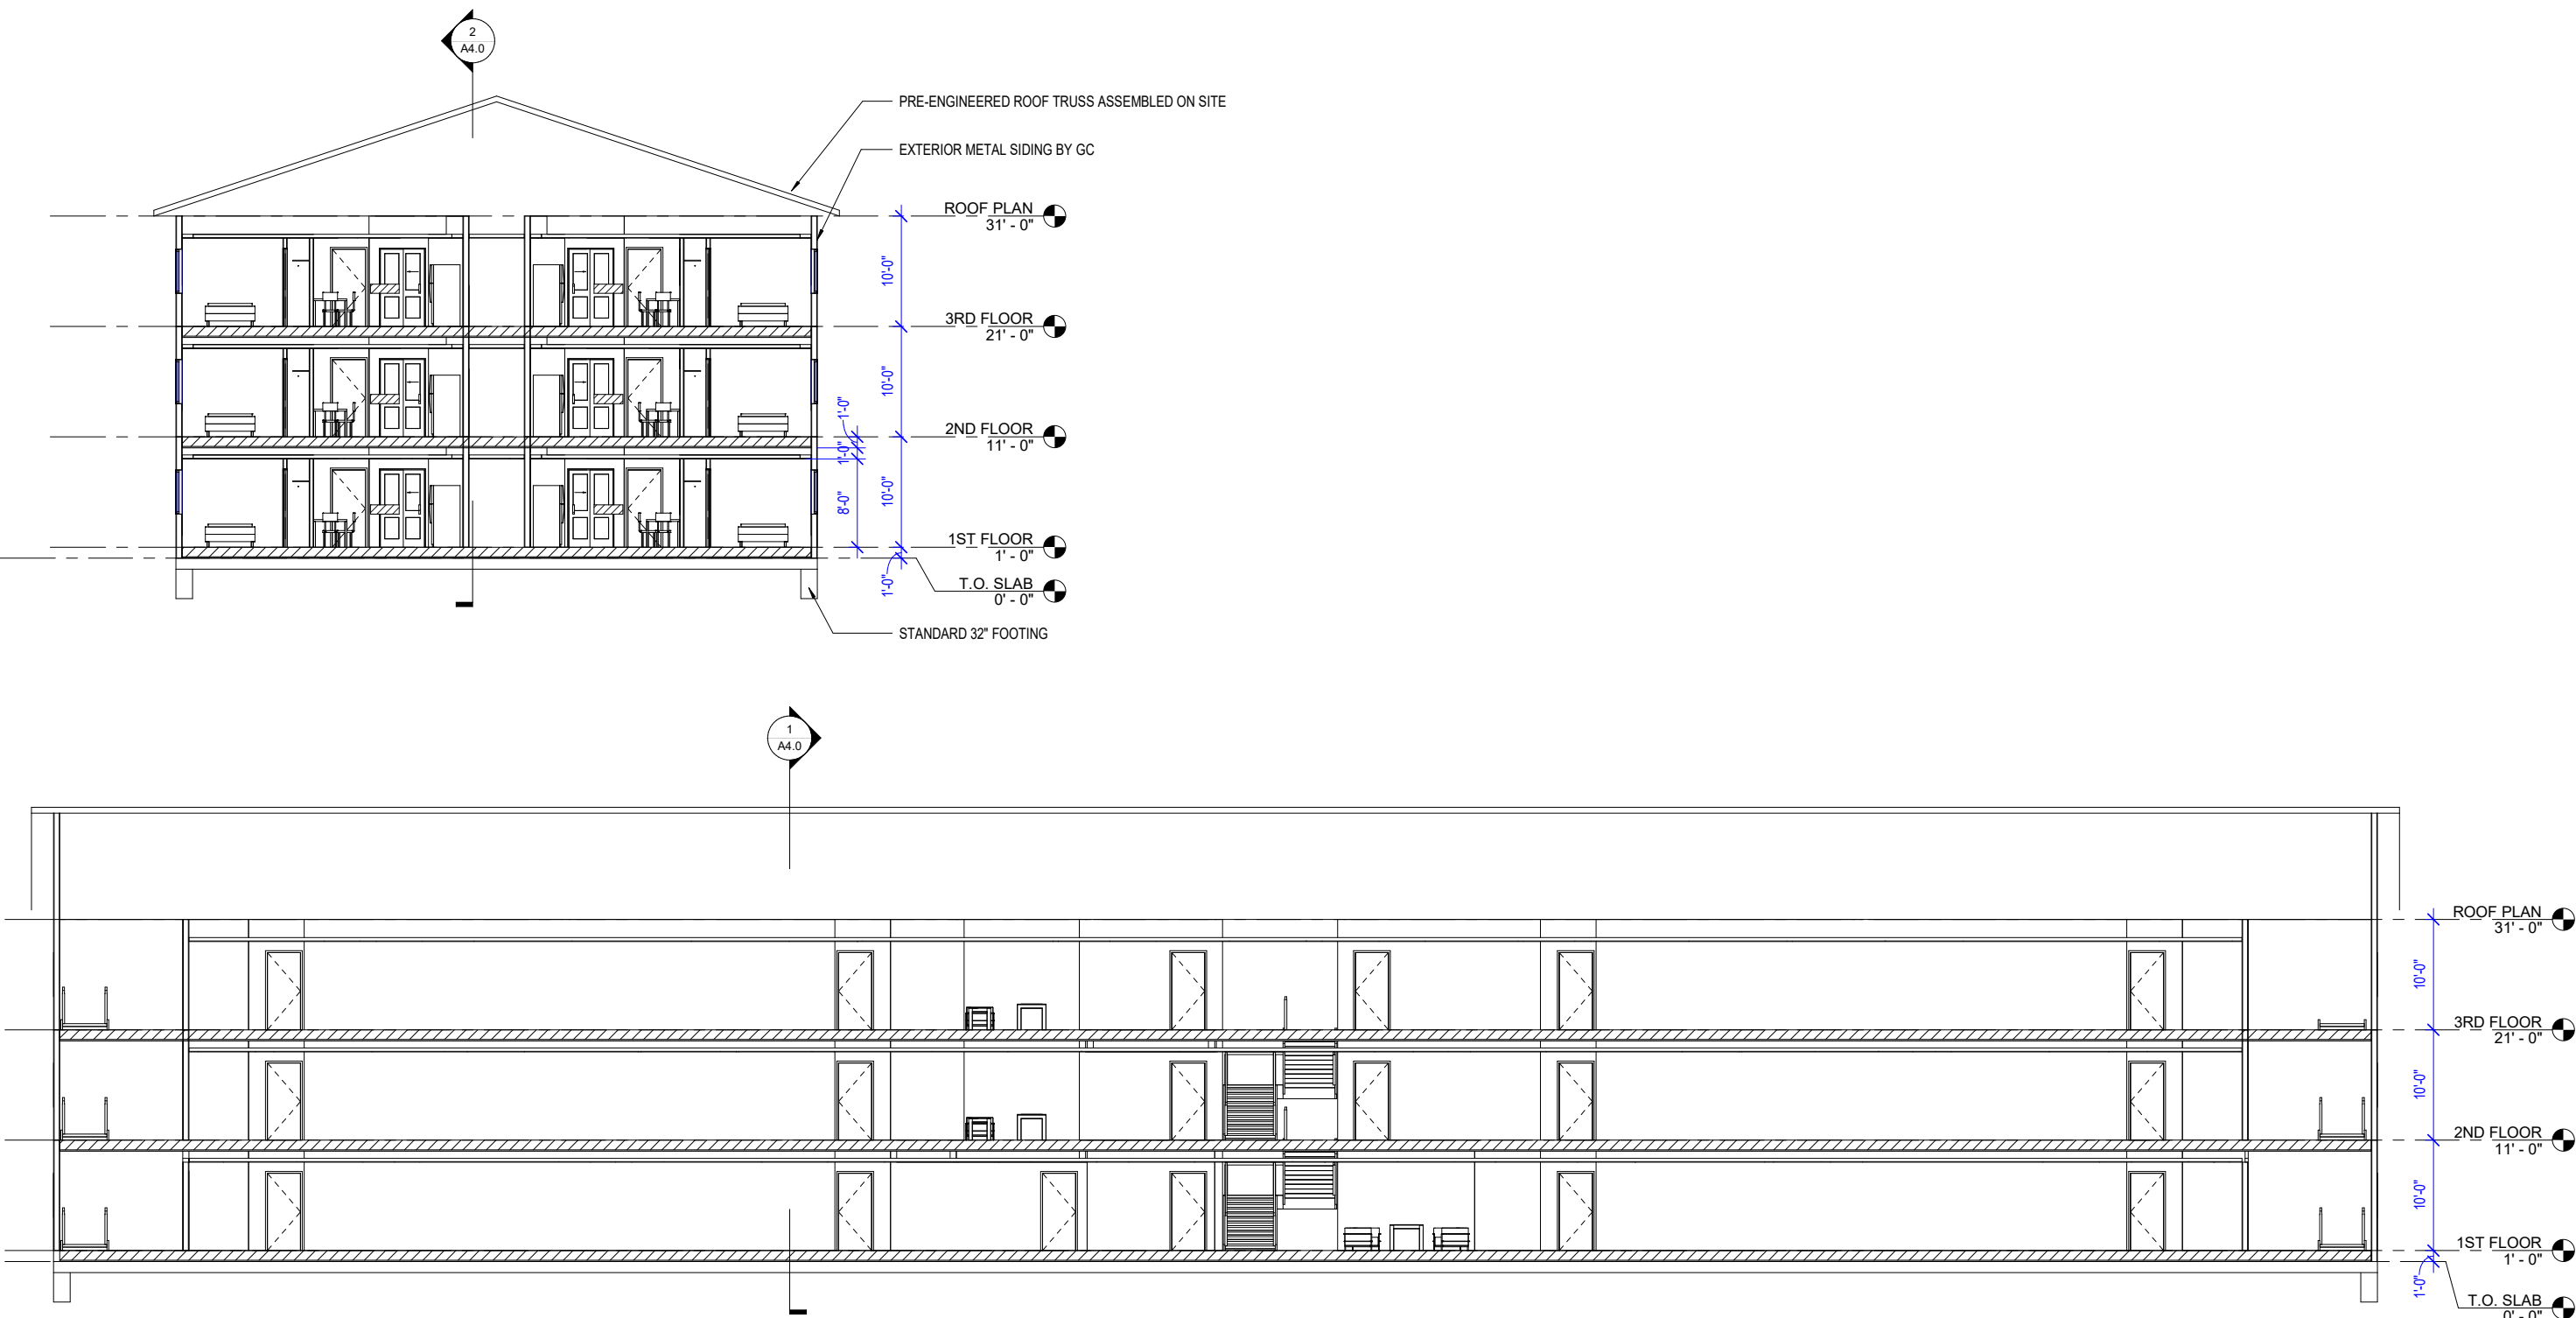 2
A4.0
PRE-ENGINEERED ROOF TRUSS ASSEMBLED ON SITE
EXTERIOR METAL SIDING BY GC
ROOF PLAN
31' - 0"
10'-0"
3RD FLOOR
21' - 0"
10'-0"
1'-0"
2ND FLOOR
11' - 0"
1'-0"
8'-0"
10'-0"
1ST FLOOR
1' - 0"
1'-0"
T.O. SLAB
0' - 0"
STANDARD 32" FOOTING
1
A4.0
ROOF PLAN
31' - 0"
10'-0"
3RD FLOOR
21' - 0"
10'-0"
2ND FLOOR
11' - 0"
10'-0"
1ST FLOOR
1' - 0"
1'-0"
T.O. SLAB
0' - 0"